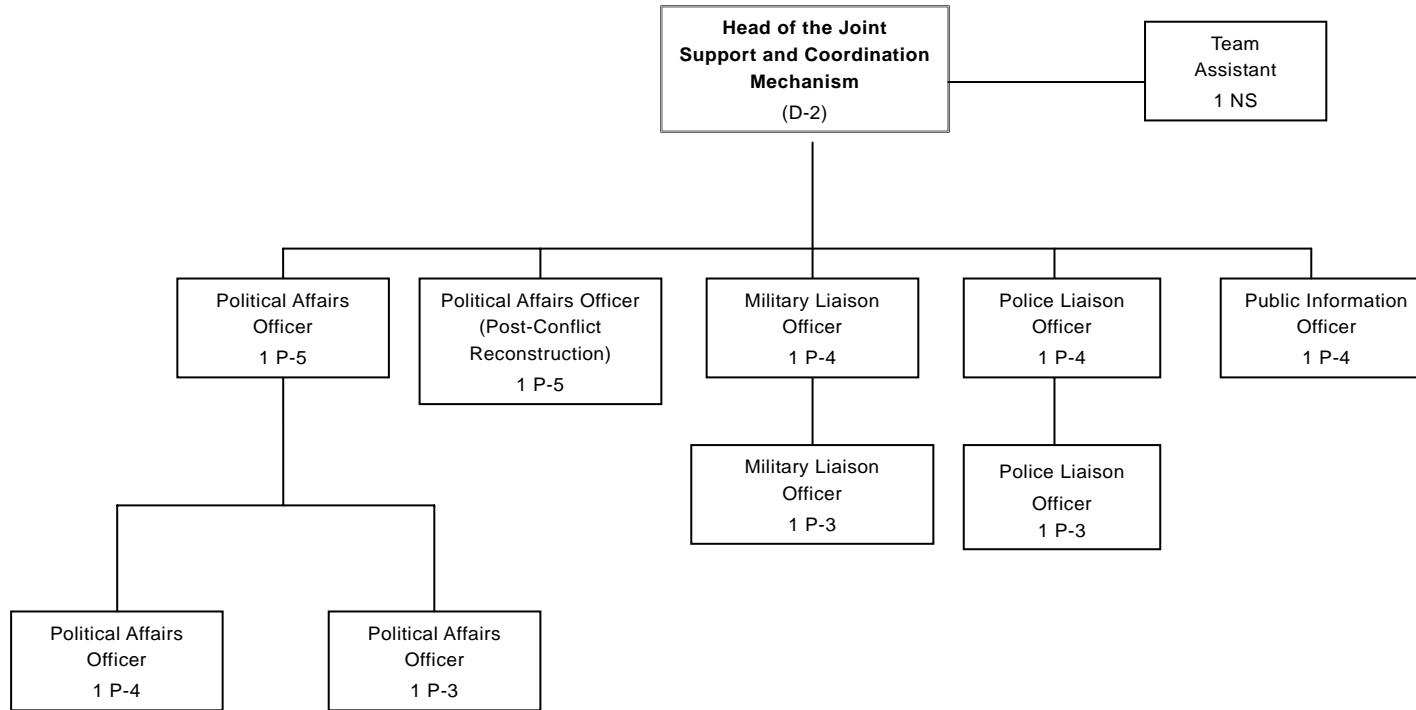 Head of the Joint
Support and Coordination
Mechanism
(D-2)
Team
Assistant
1 NS
Political Affairs
Officer
1 P-5
Political Affairs Officer
(Post-Conflict
Reconstruction)
1 P-5
Military Liaison
Officer
1 P-4
Police Liaison
Officer
1 P-4
Public Information
Officer
1 P-4
Military Liaison
Officer
1 P-3
Police Liaison
Officer
1 P-3
Political Affairs
Officer
1 P-4
Political Affairs
Officer
1 P-3